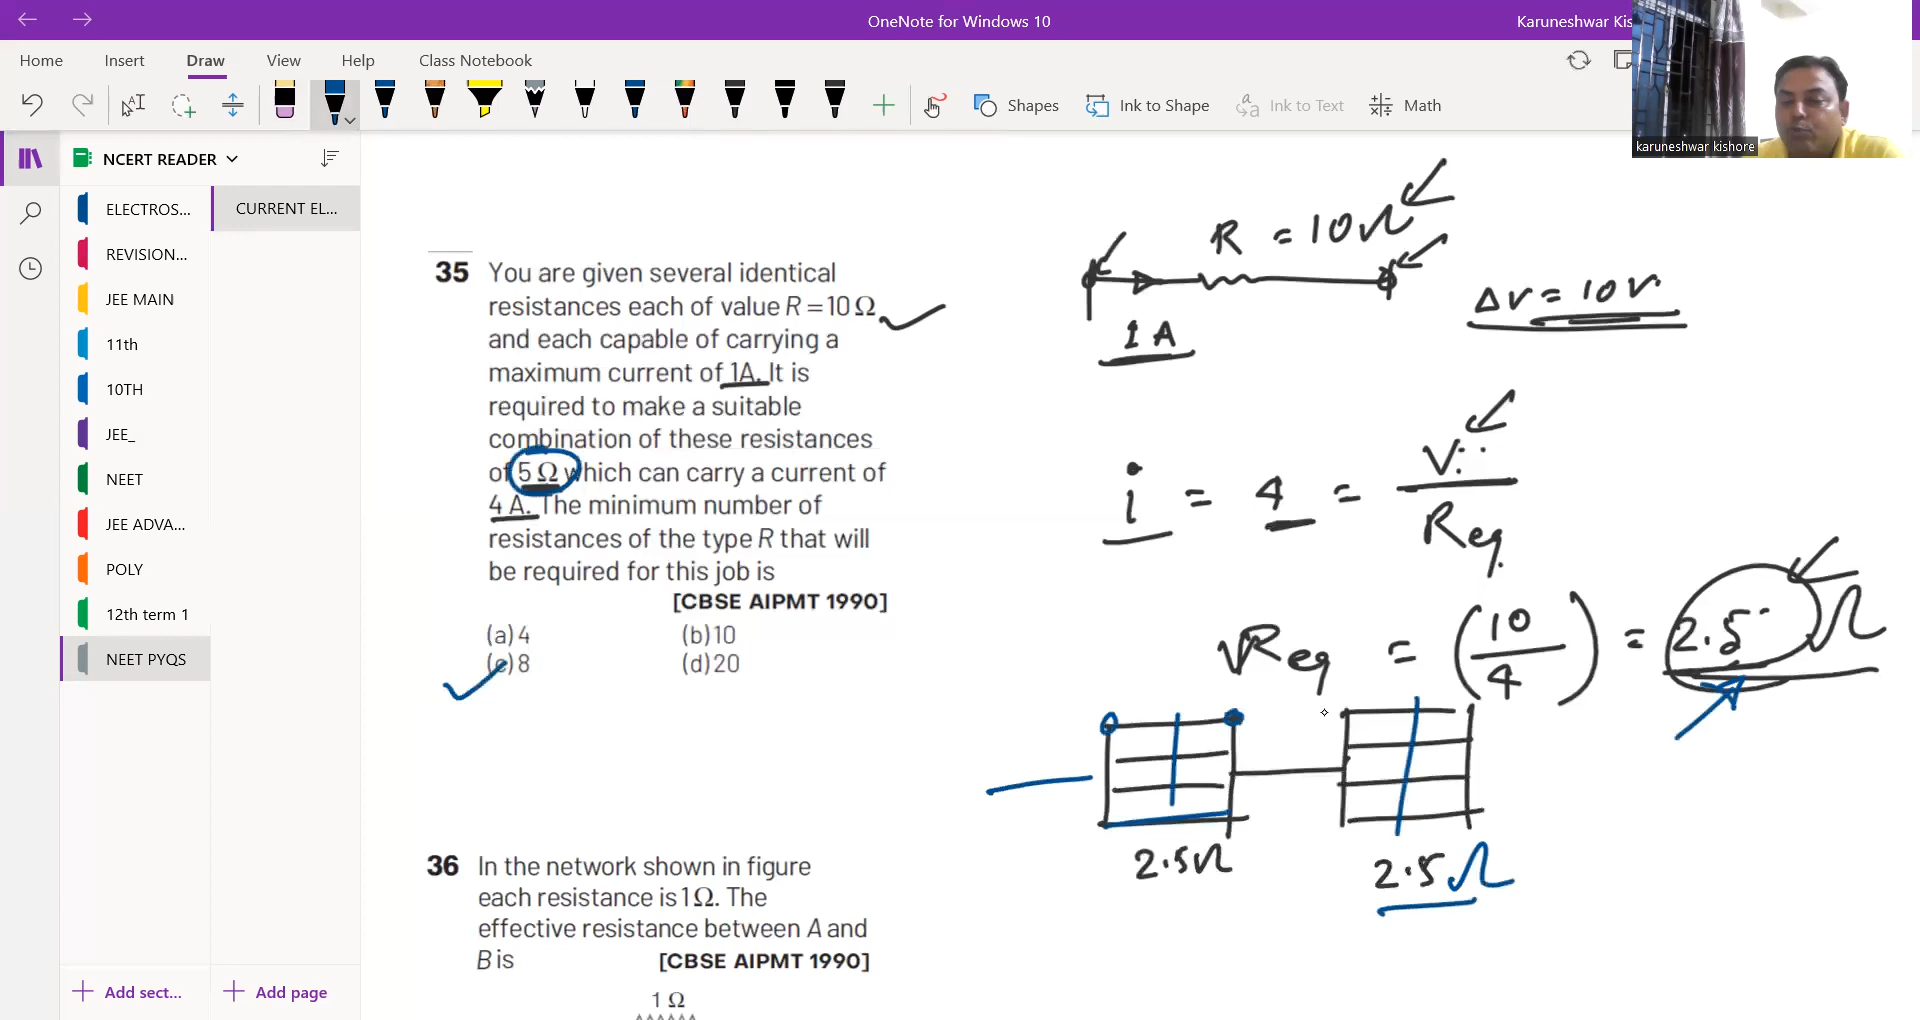 OneNote for Windows 10
Karuneshwar Kis
Home Insert Draw View Help Class Notebook
Shapes Ink to Shape Ink to Text Math
karuneshwar kishore
NCERT READER
ELECTROS...
REVISION...
JEE MAIN
11th
10TH
JEE_
NEET
JEE ADVA...
POLY
12th term 1
NEET PYQS
Add sect...
CURRENT EL...
Add page
35 You are given several identical
resistances each of value R = 10 Ω
and each capable of carrying a
maximum current of 1A. It is
required to make a suitable
combination of these resistances
of 5 Ω which can carry a current of
4 A. The minimum number of
resistances of the type R that will
be required for this job is
[CBSE AIPMT 1990]
(a) 4 (b) 10
(c) 8 (d) 20
36 In the network shown in figure
each resistance is 1 Ω. The
effective resistance between A and
B is [CBSE AIPMT 1990]
1 Ω
R = 10 Ω
1 A
ΔV = 10 V.
i = 4 = V / Req.
Req = (10/4) = 2.5 Ω
2.5 Ω
2.5 Ω